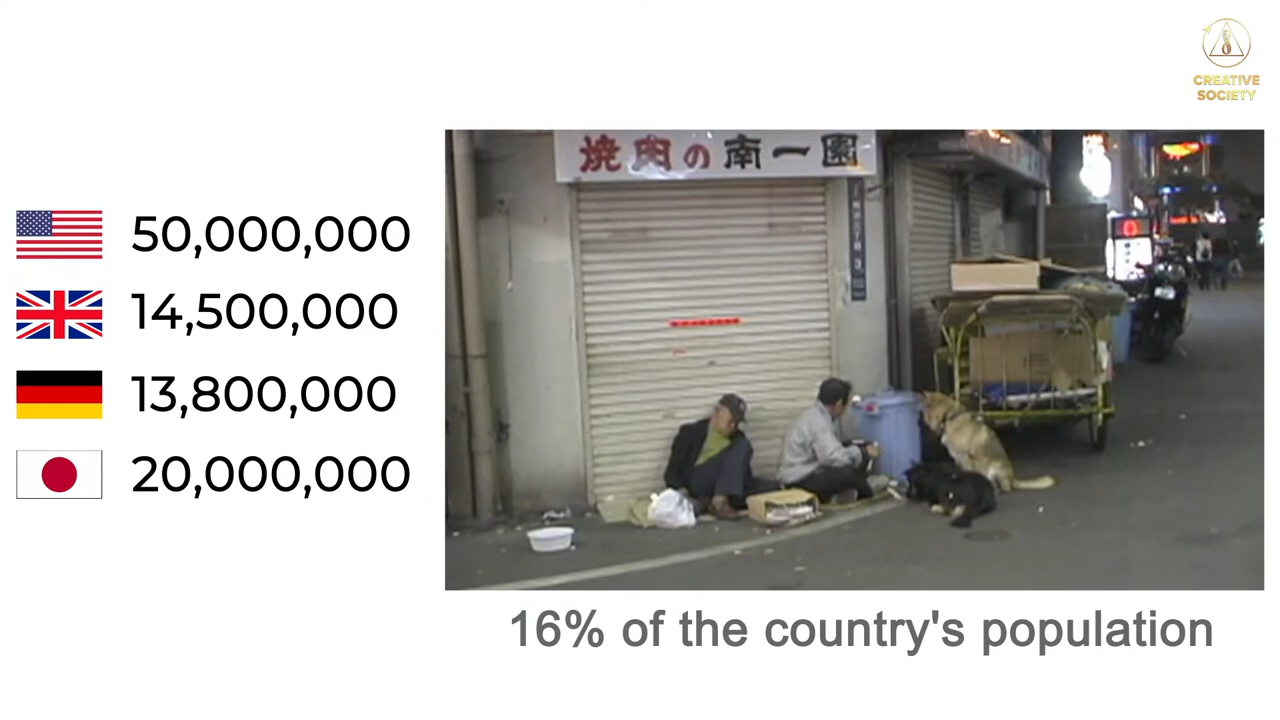 CREATIVE
SOCIETY
50,000,000
14,500,000
13,800,000
20,000,000
焼肉の南一園
16% of the country's population